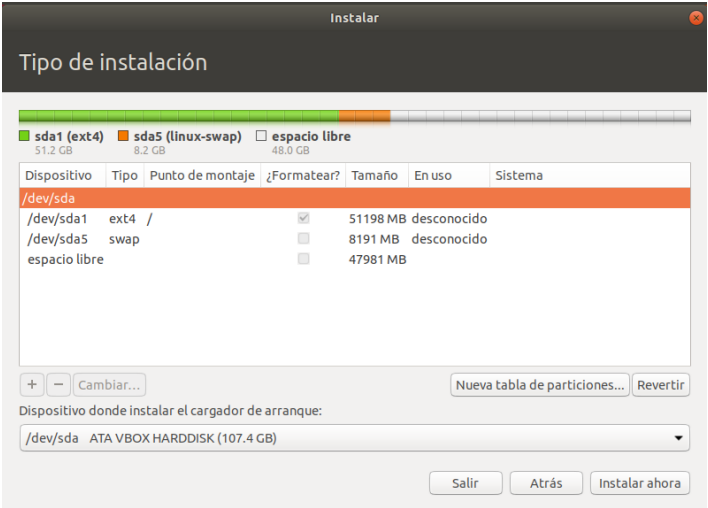 Instalar
Tipo de instalación
sda1 (ext4) sda5 (linux-swap) espacio libre
51.2 GB 8.2 GB 48.0 GB
Dispositivo Tipo Punto de montaje ¿Formatear? Tamaño En uso Sistema
/dev/sda
/dev/sda1 ext4 / 51198 MB desconocido
/dev/sda5 swap 8191 MB desconocido
espacio libre 47981 MB
+ − Cambiar... Nueva tabla de particiones... Revertir
Dispositivo donde instalar el cargador de arranque:
/dev/sda ATA VBOX HARDDISK (107.4 GB)
Salir Atrás Instalar ahora